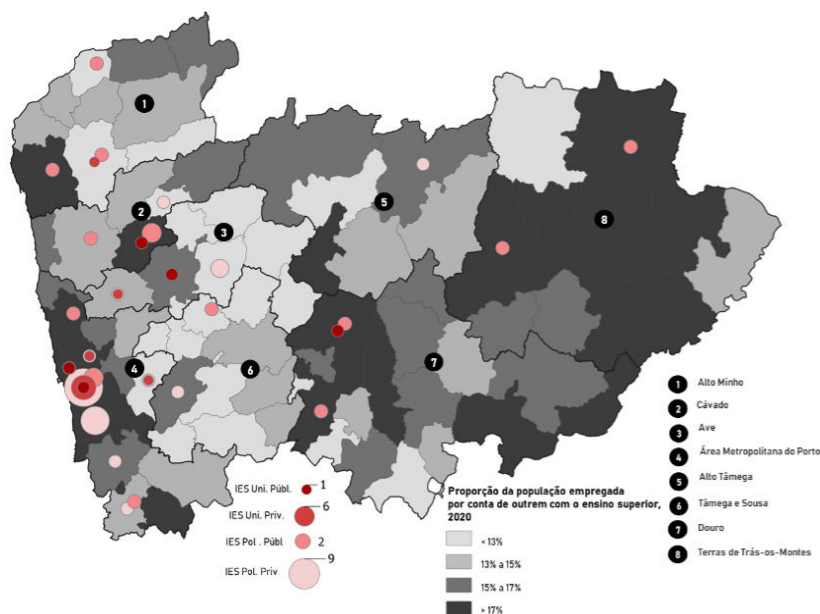 1
2
3
4
5
6
7
8
1 Alto Minho
2 Cávado
3 Ave
4 Área Metropolitana do Porto
5 Alto Tâmega
6 Tâmega e Sousa
7 Douro
8 Terras de Trás-os-Montes
IES Uni. Públ. 1
IES Uni. Priv. 6
IES Pol . Públ 2
IES Pol. Priv. 9
Proporção da população empregada
por conta de outrem com o ensino superior,
2020
< 13%
13% a 15%
15% a 17%
> 17%